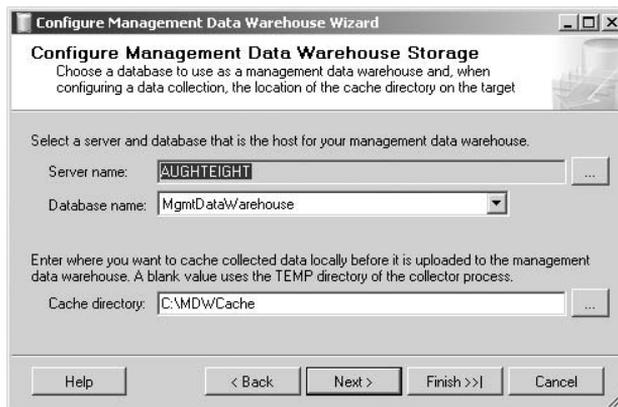 Configure Management Data Warehouse Wizard
Configure Management Data Warehouse Storage
Choose a database to use as a management data warehouse and, when
configuring a data collection, the location of the cache directory on the target
Select a server and database that is the host for your management data warehouse.
Server name: AUGHTEIGHT ...
Database name: MgmtDataWarehouse
Enter where you want to cache collected data locally before it is uploaded to the management
data warehouse. A blank value uses the TEMP directory of the collector process.
Cache directory: C:\MDWCache ...
Help < Back Next > Finish >>| Cancel